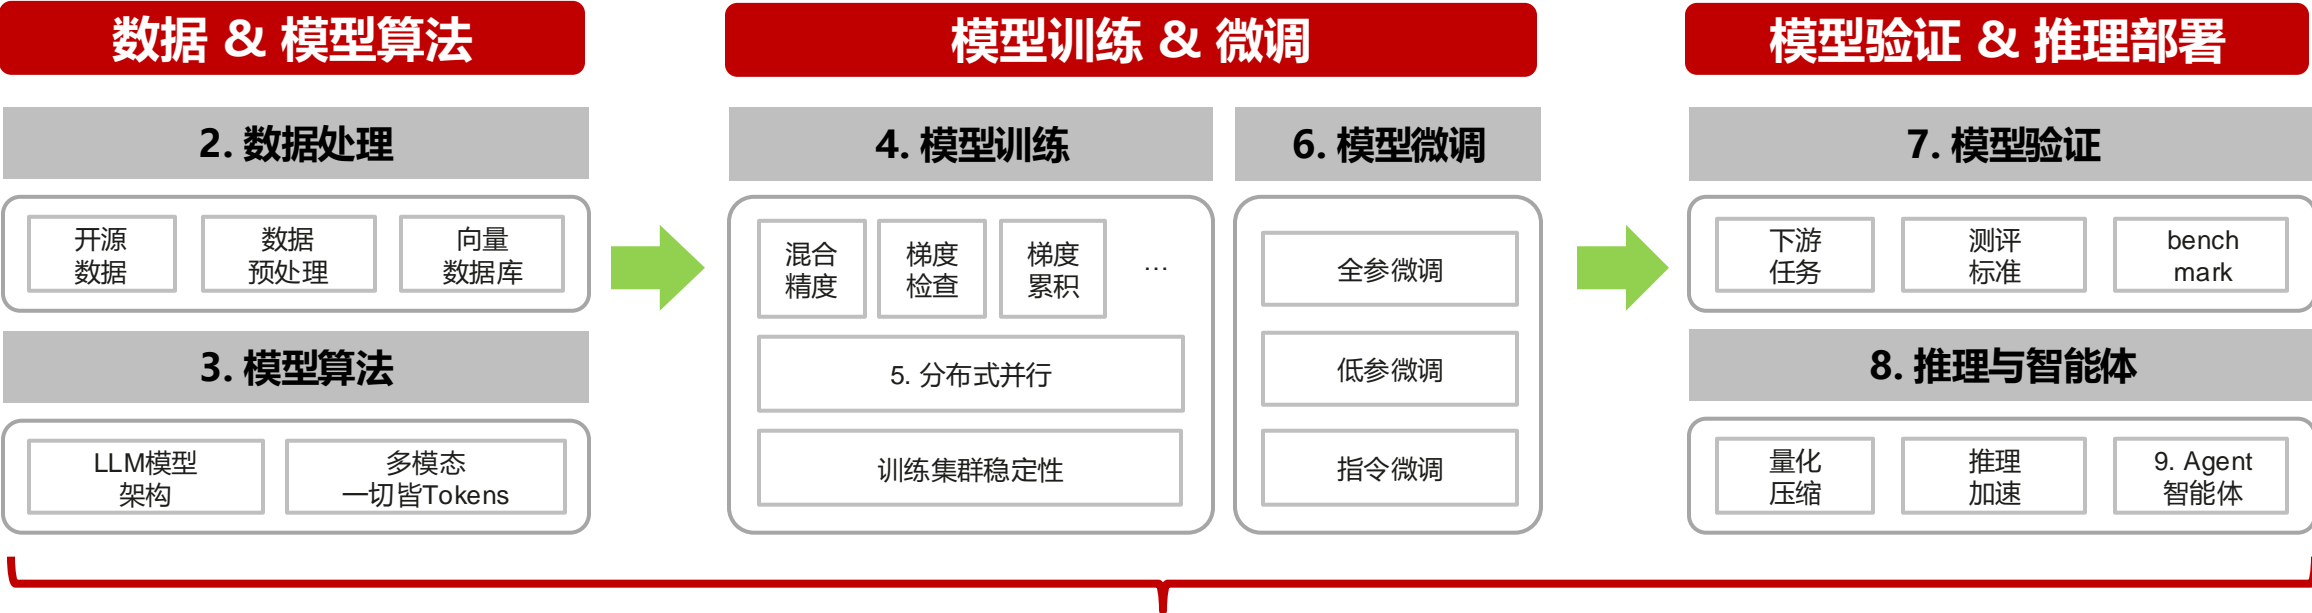 数据 & 模型算法
2. 数据处理
开源
数据
数据
预处理
向量
数据库
3. 模型算法
LLM模型
架构
多模态
一切皆Tokens
模型训练 & 微调
4. 模型训练
混合
精度
梯度
检查
梯度
累积
…
5. 分布式并行
训练集群稳定性
6. 模型微调
全参微调
低参微调
指令微调
模型验证 & 推理部署
7. 模型验证
下游
任务
测评
标准
bench
mark
8. 推理与智能体
量化
压缩
推理
加速
9. Agent
智能体